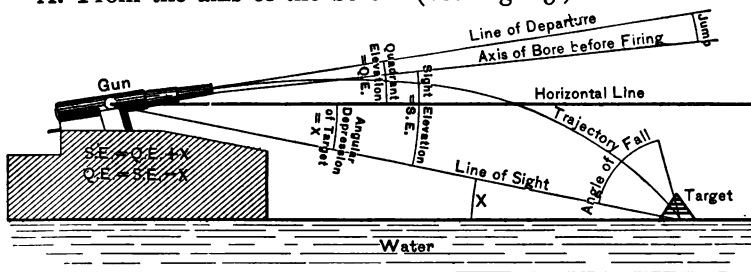 Line of Departure
Jump
Axis of Bore before Firing
Gun
Quadrant
Elevation
=Q.E.
Sight Elevation
=S.E.
Horizontal Line
Trajectory
Angular
Depression
of Target
=X
Angle of Fall
S.E.=Q.E.+X
Q.E.=S.E.-X
Line of Sight
X
Target
Water